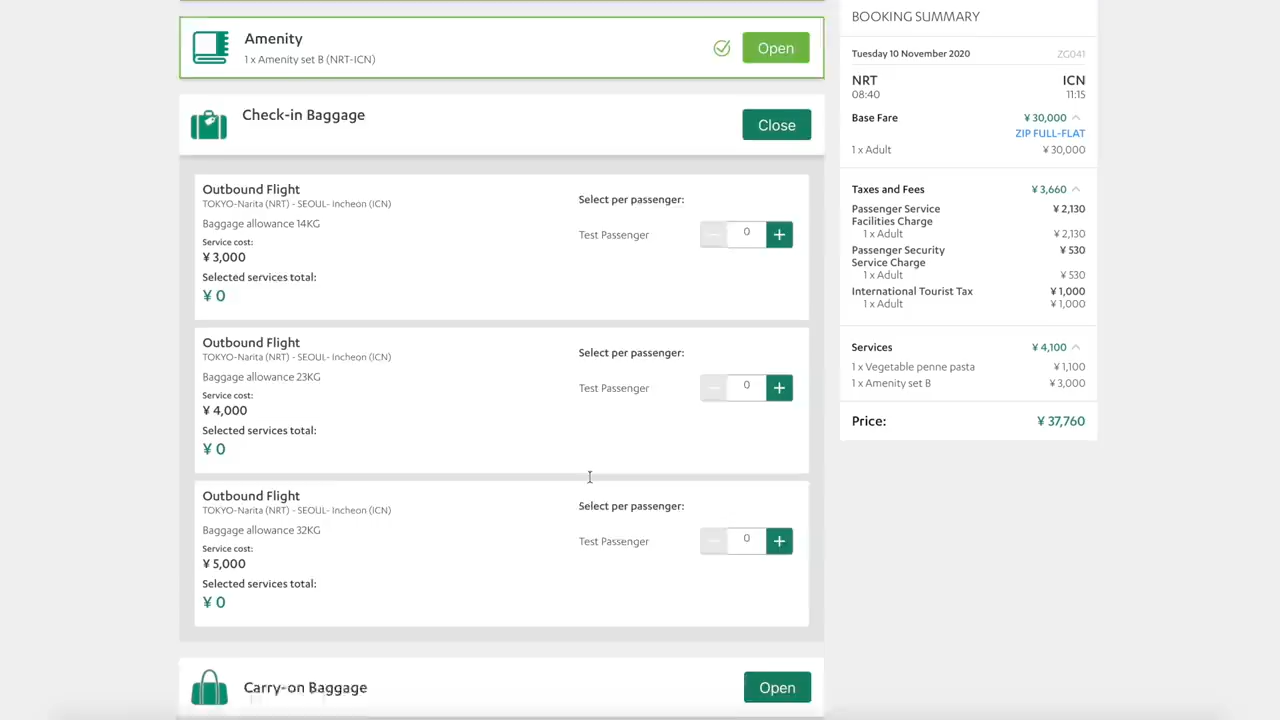 Amenity
1 x Amenity set B (NRT-ICN)
Open
Check-in Baggage
Close
Outbound Flight
TOKYO-Narita (NRT) - SEOUL- Incheon (ICN)
Baggage allowance 14KG
Service cost:
¥ 3,000
Selected services total:
¥ 0
Select per passenger:
Test Passenger
0
Outbound Flight
TOKYO-Narita (NRT) - SEOUL- Incheon (ICN)
Baggage allowance 23KG
Service cost:
¥ 4,000
Selected services total:
¥ 0
Select per passenger:
Test Passenger
0
Outbound Flight
TOKYO-Narita (NRT) - SEOUL- Incheon (ICN)
Baggage allowance 32KG
Service cost:
¥ 5,000
Selected services total:
¥ 0
Select per passenger:
Test Passenger
0
Carry-on Baggage
Open
BOOKING SUMMARY
Tuesday 10 November 2020 ZG041
NRT ICN
08:40 11:15
Base Fare ¥ 30,000
ZIP FULL-FLAT
1 x Adult ¥ 30,000
Taxes and Fees ¥ 3,660
Passenger Service ¥ 2,130
Facilities Charge
1 x Adult ¥ 2,130
Passenger Security ¥ 530
Service Charge
1 x Adult ¥ 530
International Tourist Tax ¥ 1,000
1 x Adult ¥ 1,000
Services ¥ 4,100
1 x Vegetable penne pasta ¥ 1,100
1 x Amenity set B ¥ 3,000
Price: ¥ 37,760